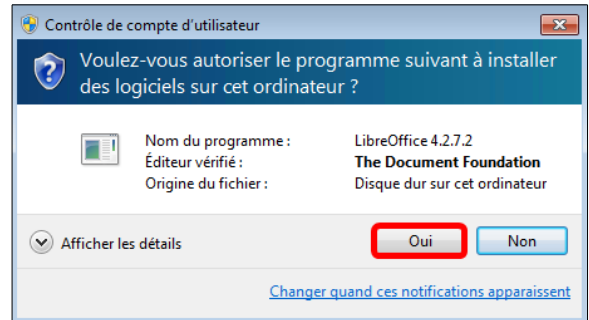 Contrôle de compte d'utilisateur
Voulez-vous autoriser le programme suivant à installer
des logiciels sur cet ordinateur ?
Nom du programme : LibreOffice 4.2.7.2
Éditeur vérifié : The Document Foundation
Origine du fichier : Disque dur sur cet ordinateur
Afficher les détails Oui Non
Changer quand ces notifications apparaissent